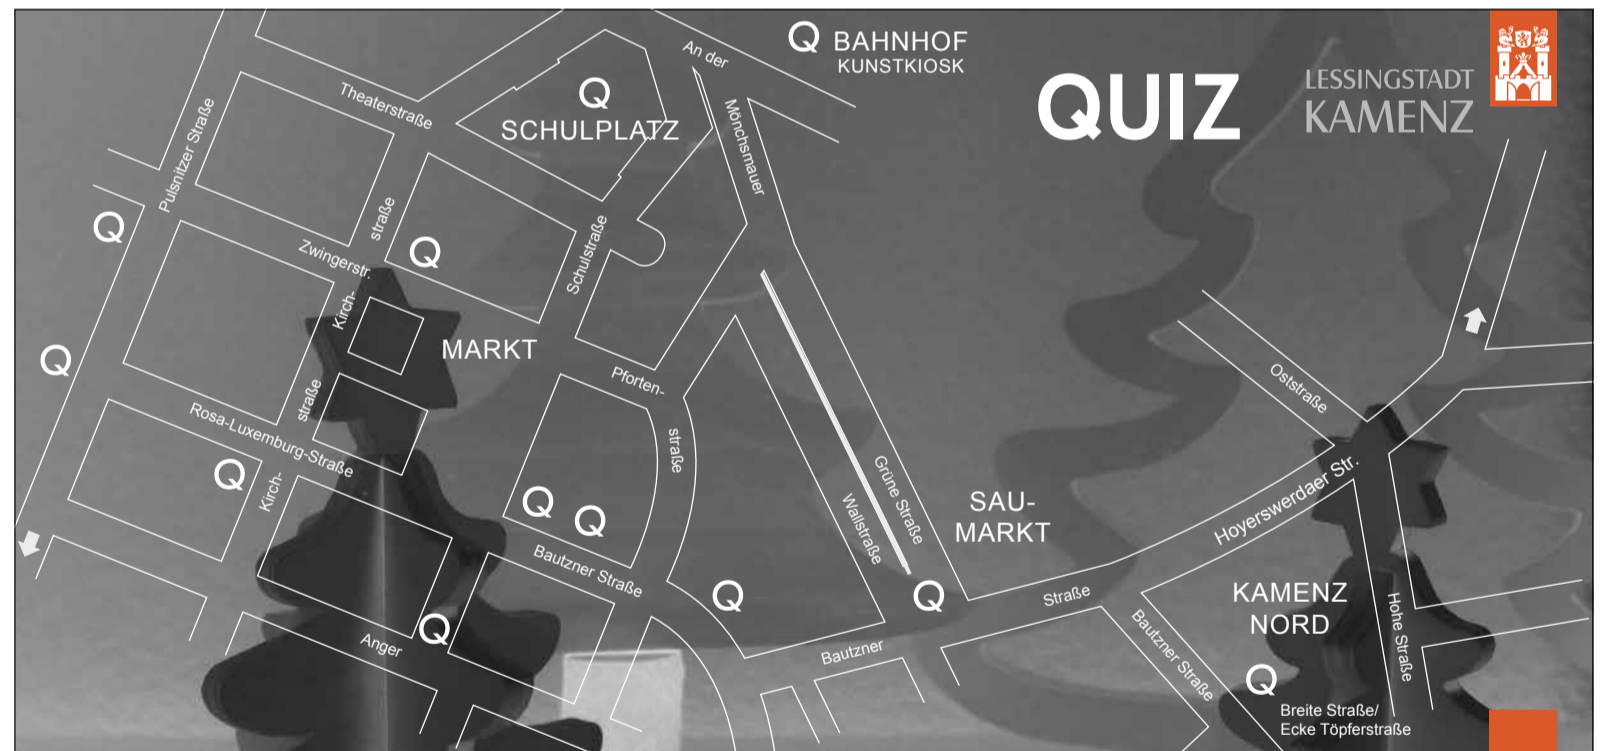 Q BAHNHOF
KUNSTKIOSK
QUIZ
LESSINGSTADT
KAMENZ
An der
Mönchsmauer
Theaterstraße
Q
SCHULPLATZ
Pulsnitzer Straße
Q
straße
Q
Zwingerstr.
Schulstraße
Kirch-
MARKT
Q
straße
Pforten-
straße
Oststraße
Rosa-Luxemburg-Straße
Q
Kirch-
Q
Q
Grüne Straße
Wallstraße
SAU-
MARKT
Hoyerswerdaer Str.
Bautzner Straße
Q
Q
Straße
KAMENZ
NORD
Hohe Straße
Q
Anger
Bautzner
Bautzner Straße
Q
Breite Straße/
Ecke Töpferstraße